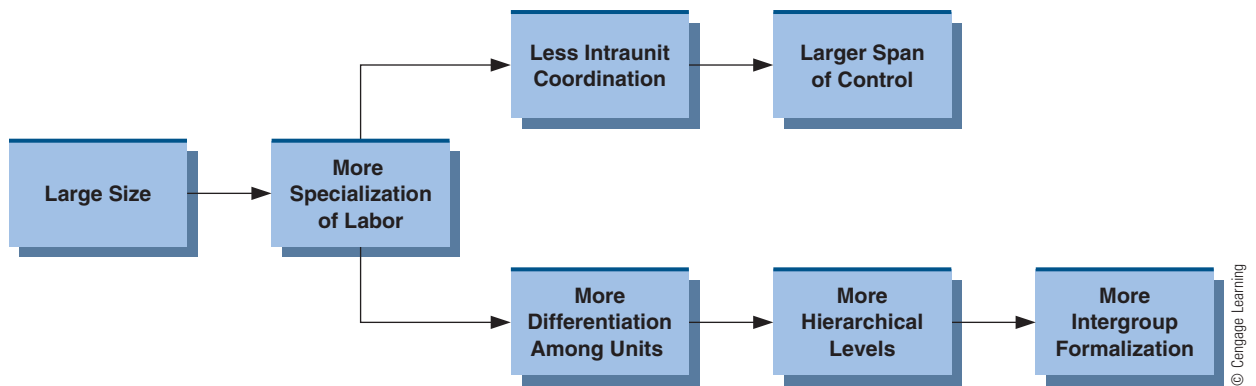 Less Intraunit
Coordination
Larger Span
of Control
Large Size
More
Specialization
of Labor
More
Differentiation
Among Units
More
Hierarchical
Levels
More
Intergroup
Formalization
© Cengage Learning